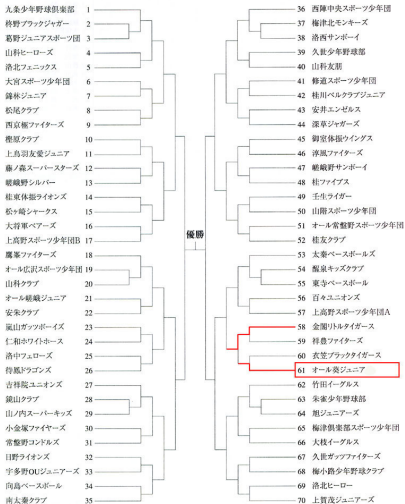 九条少年野球倶楽部 1
柊野ブラックジャガー 2
葛野ジュニアスポーツ団 3
山科ヒーローズ 4
洛北フェニックス 5
大宮スポーツ少年団 6
錦林ジュニア 7
松尾クラブ 8
西京極ファイターズ 9
樫原クラブ 10
上鳥羽友愛ジュニア 11
藤ノ森スーパースターズ 12
嵯峨野シルバー 13
桂東体振ライオンズ 14
松ヶ崎シャークス 15
大将軍ベアーズ 16
上高野スポーツ少年団B 17
鷹峯ファイターズ 18
オール広沢スポーツ少年団 19
山科クラブ 20
オール嵯峨ジュニア 21
安朱クラブ 22
嵐山ガッツボーイズ 23
仁和ホワイトホース 24
洛中フェローズ 25
待鳳ドラゴンズ 26
吉祥院ユニオンズ 27
鏡山クラブ 28
山ノ内スーパーキッズ 29
小金塚ファイヤーズ 30
常磐野コンドルズ 31
日野ライオンズ 32
宇多野OUジュニアーズ 33
向島ベースボール 34
南太秦クラブ 35
優勝
36 西陣中央スポーツ少年団
37 梅津北モンキーズ
38 洛西サンボーイ
39 久世少年野球部
40 山科友朋
41 修道スポーツ少年団
42 桂川ベルクラブジュニア
43 安井エンゼルス
44 深草ジャガーズ
45 御室体振ウイングス
46 淳風ファイターズ
47 嵯峨野サンボーイ
48 桂ファイブス
49 壬生ライガー
50 山階スポーツ少年団
51 オール常磐野スポーツ少年団
52 桂友クラブ
53 太秦ベースボールズ
54 醍泉キッズクラブ
55 東寺ベースボール
56 百々ユニオンズ
57 上高野スポーツ少年団A
58 金閣リトルタイガース
59 祥豊ファイターズ
60 衣笠ブラックタイガース
61 オール葵ジュニア
62 竹田イーグルス
63 朱雀少年野球部
64 旭ジュニアーズ
65 梅津倶楽部スポーツ少年団
66 大枝イーグルス
67 久世ガッツファイターズ
68 梅小路少年野球クラブ
69 洛北ヒーロー
70 上賀茂ジュニアーズ